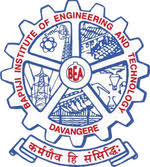 BAPUJI INSTITUTE OF ENGINEERING AND TECHNOLOGY
BEA
DAVANGERE
कर्मणैव हि संसिद्धिः